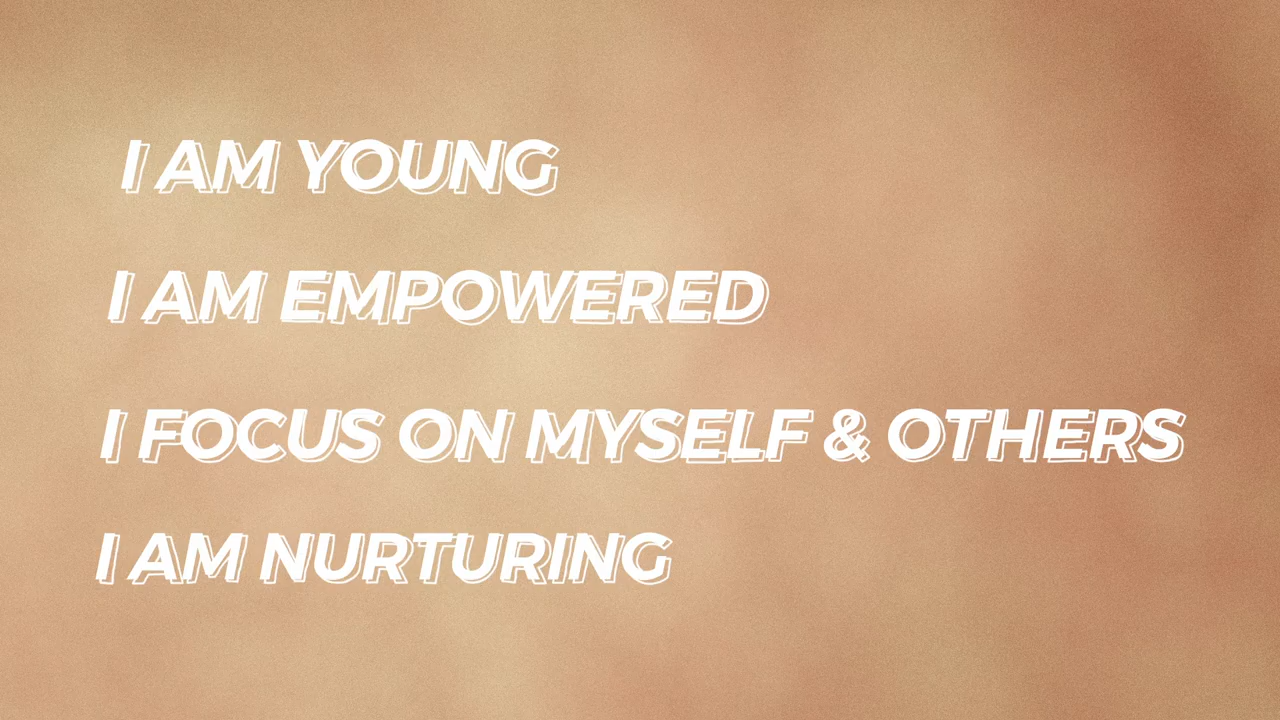 I AM YOUNG
I AM EMPOWERED
I FOCUS ON MYSELF & OTHERS
I AM NURTURING